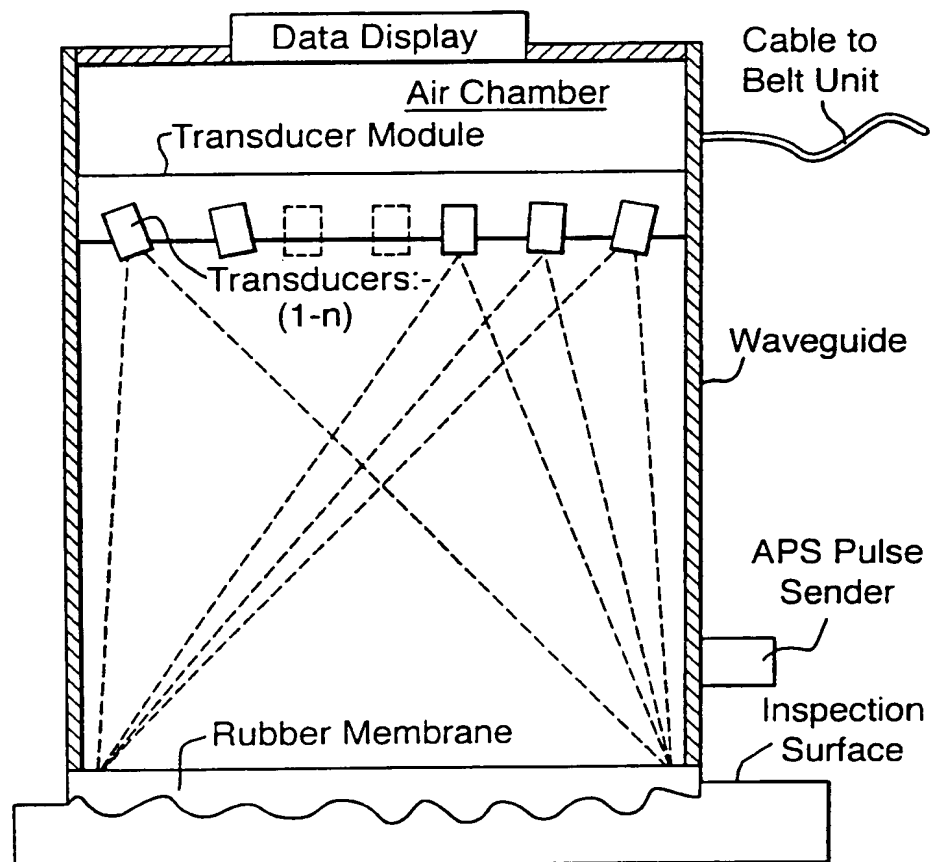 Data Display
Cable to
Belt Unit
Air Chamber
Transducer Module
Transducers:-
(1-n)
Waveguide
APS Pulse
Sender
Rubber Membrane
Inspection
Surface